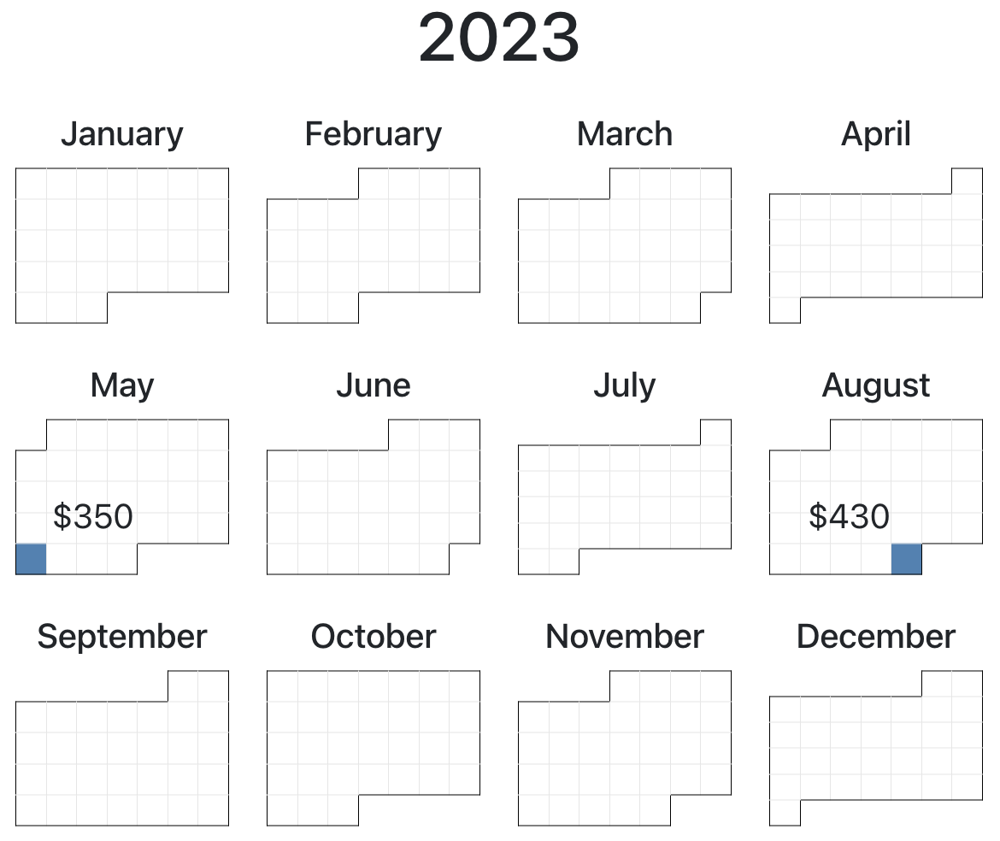 2023
January
February
March
April
May
June
July
August
$350
$430
September
October
November
December